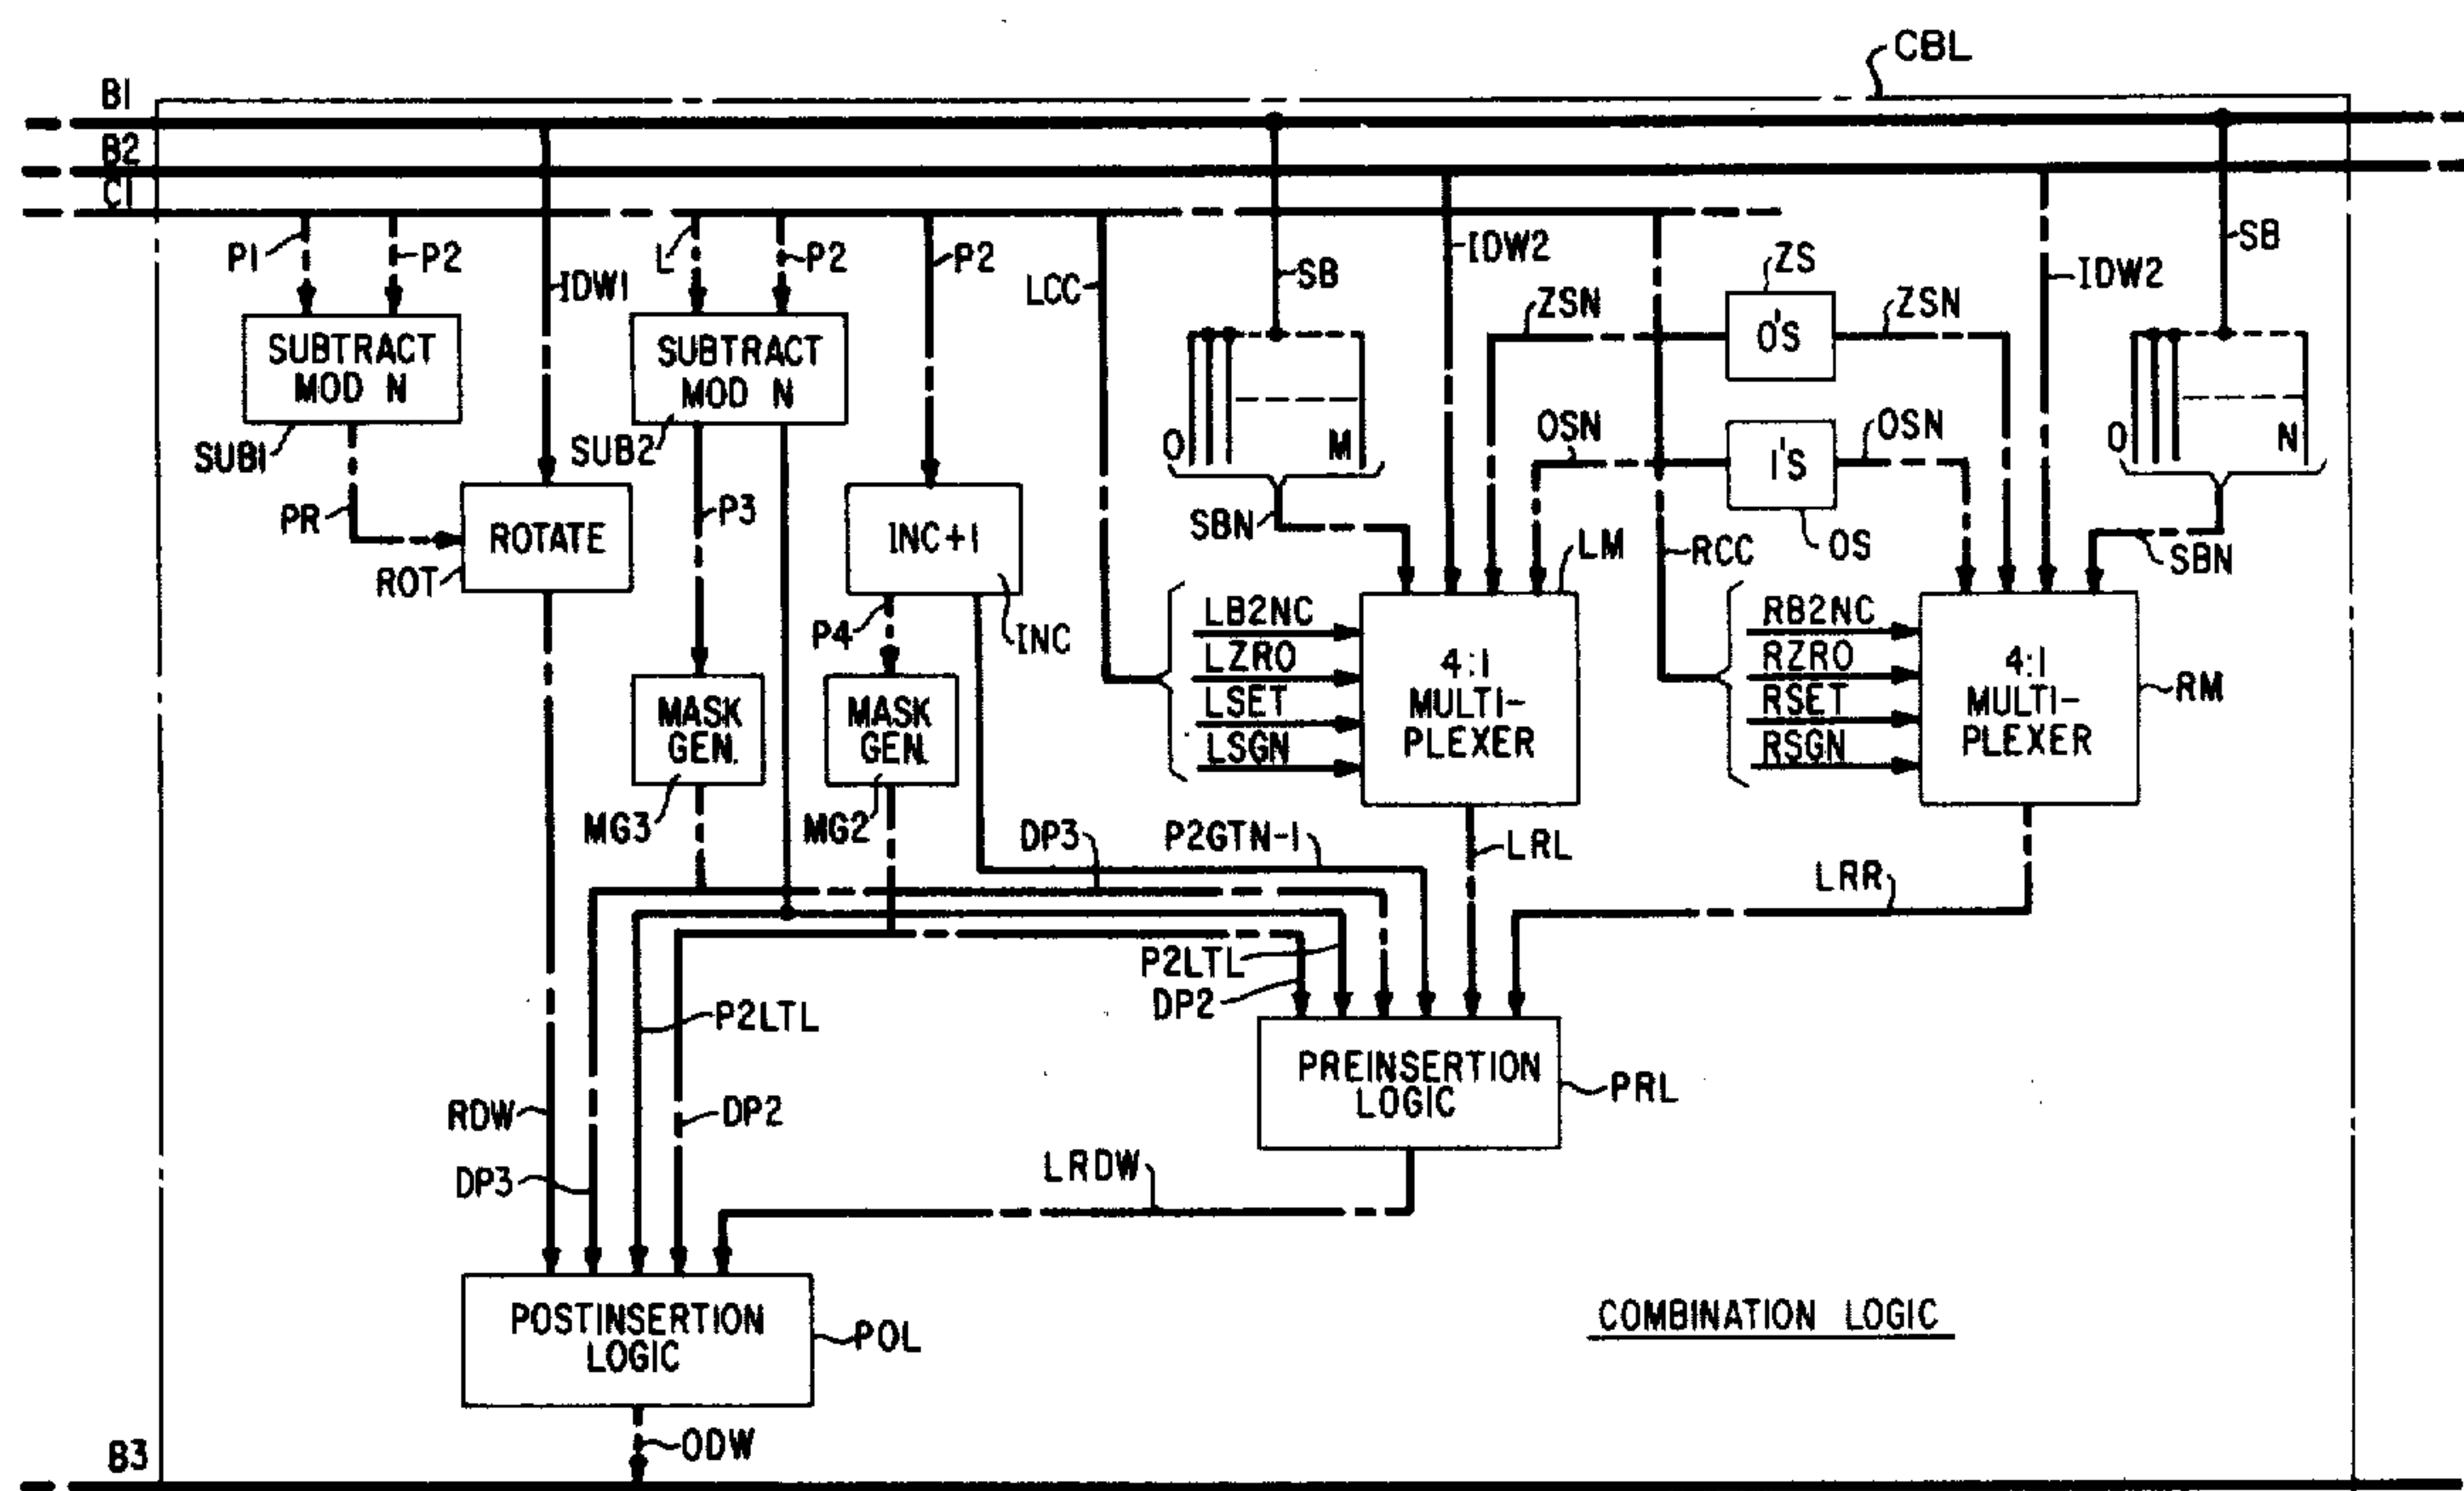 CBL
B1
B2
C1
P1
P2
IDW1
L
P2
P2
LCC
SB
IDW2
ZS
ZSN
O'S
ZSN
IDW2
SB
SUBTRACT
MOD N
SUBTRACT
MOD N
SUB1
SUB2
OSN
1'S
OSN
O
M
O
N
PR
ROTATE
ROT
P3
INC+1
INC
SBN
LM
RCC
OS
SBN
P4
MASK
GEN.
MASK
GEN.
MG3
MG2
LB2NC
LZRO
LSET
LSGN
4:1
MULTI-
PLEXER
RB2NC
RZRO
RSET
RSGN
4:1
MULTI-
PLEXER
RM
DP3
P2GTN-1
LRL
LRR
P2LTL
DP2
P2LTL
DP2
PREINSERTION
LOGIC
PRL
RDW
DP3
LRDW
POSTINSERTION
LOGIC
POL
COMBINATION LOGIC
ODW
B3